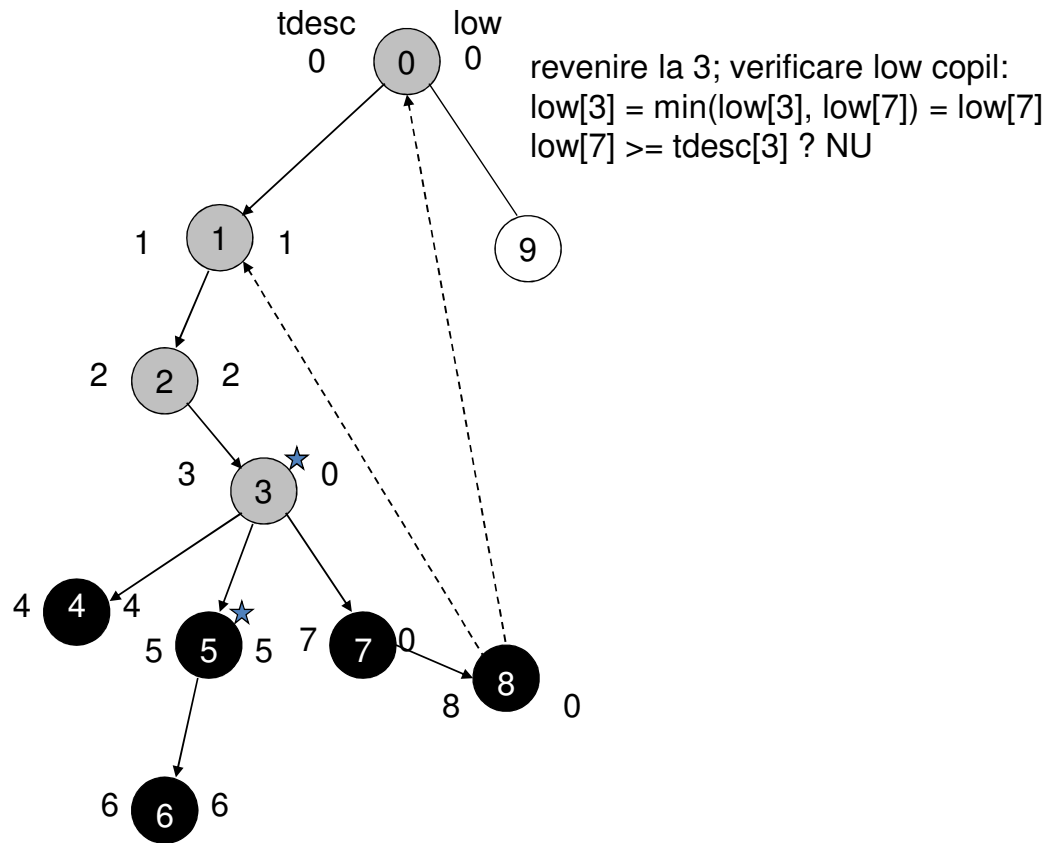 tdesc low
0 0 0
revenire la 3; verificare low copil:
low[3] = min(low[3], low[7]) = low[7]
low[7] >= tdesc[3] ? NU
1 1 1
9
2 2 2
3 3 0
4 4 4
5 5 5
7 7 0
8 8 0
6 6 6